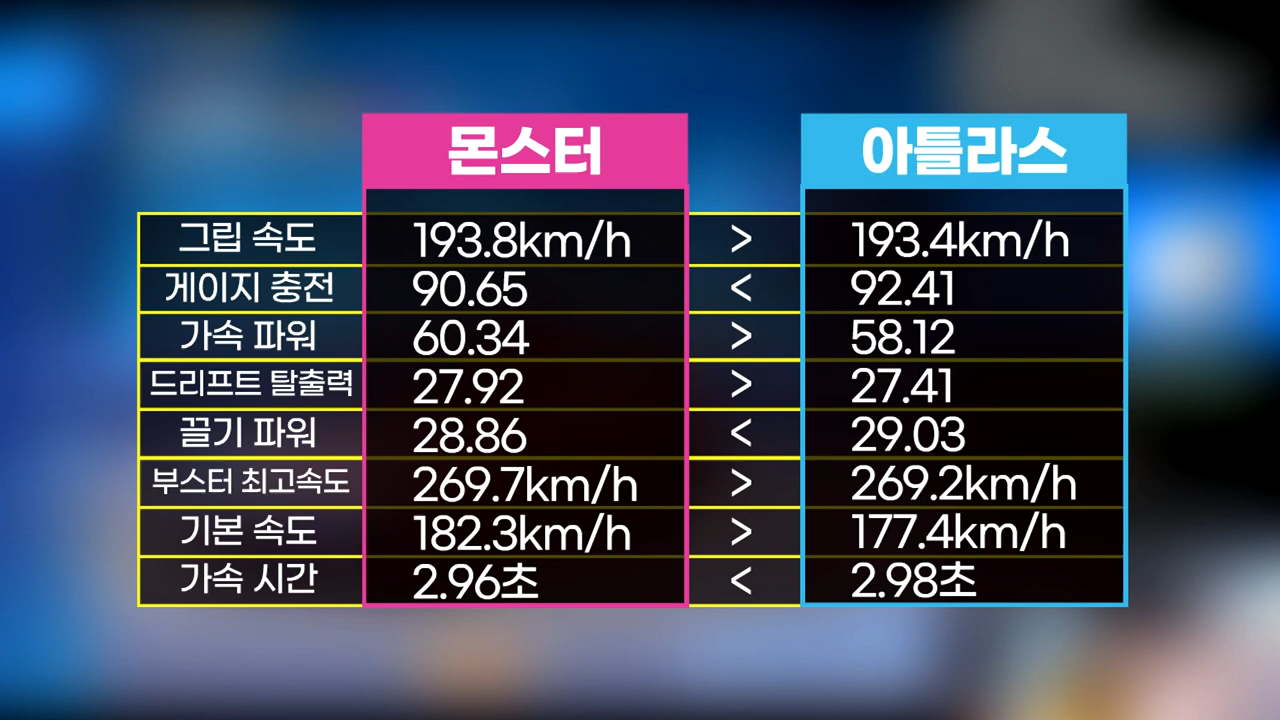 몬스터 아틀라스
그립 속도 193.8km/h > 193.4km/h
게이지 충전 90.65 < 92.41
가속 파워 60.34 > 58.12
드리프트 탈출력 27.92 > 27.41
끌기 파워 28.86 < 29.03
부스터 최고속도 269.7km/h > 269.2km/h
기본 속도 182.3km/h > 177.4km/h
가속 시간 2.96초 < 2.98초